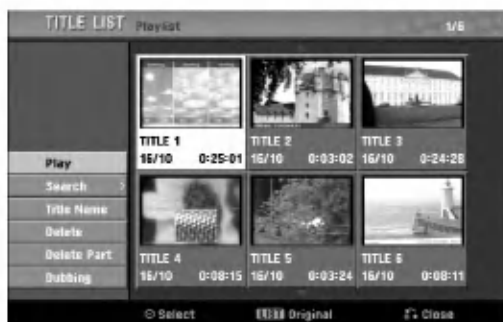 TITLE LIST Playlist 1/6
TITLE 1
16/10 0:25:01
TITLE 2
16/10 0:03:02
TITLE 3
16/10 0:24:28
Play
Search >
Title Name
Delete
Delete Part
Dubbing
TITLE 4
16/10 0:08:15
TITLE 5
16/10 0:03:24
TITLE 6
16/10 0:08:11
Select
Original
Close